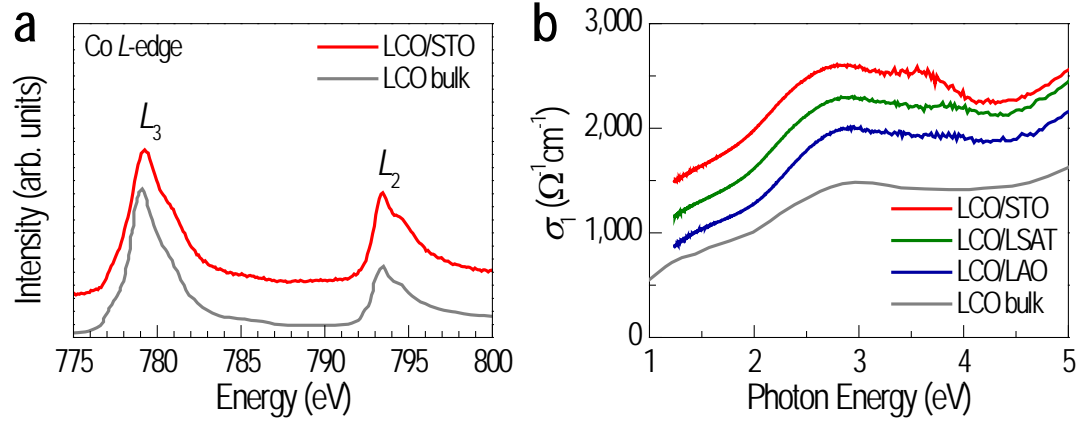 a
Co L-edge
LCO/STO
LCO bulk
L3
L2
Intensity (arb. units)
775 780 785 790 795 800
Energy (eV)
b
3,000
2,000
1,000
0
σ1 (Ω-1cm-1)
LCO/STO
LCO/LSAT
LCO/LAO
LCO bulk
1 2 3 4 5
Photon Energy (eV)